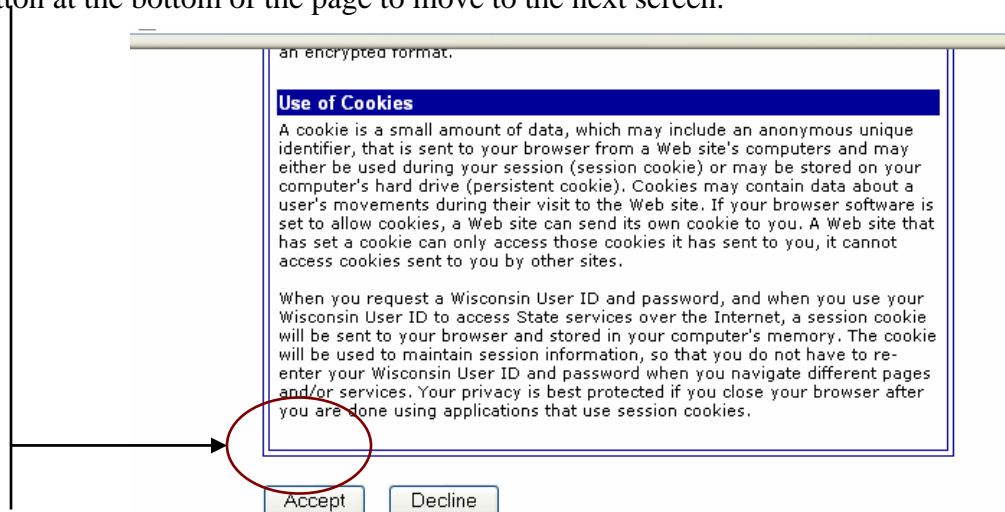 at the bottom of the page to move to the next screen.
an encrypted format.
Use of Cookies
A cookie is a small amount of data, which may include an anonymous unique
identifier, that is sent to your browser from a Web site's computers and may
either be used during your session (session cookie) or may be stored on your
computer's hard drive (persistent cookie). Cookies may contain data about a
user's movements during their visit to the Web site. If your browser software is
set to allow cookies, a Web site can send its own cookie to you. A Web site that
has set a cookie can only access those cookies it has sent to you, it cannot
access cookies sent to you by other sites.
When you request a Wisconsin User ID and password, and when you use your
Wisconsin User ID to access State services over the Internet, a session cookie
will be sent to your browser and stored in your computer's memory. The cookie
will be used to maintain session information, so that you do not have to re-
enter your Wisconsin User ID and password when you navigate different pages
and/or services. Your privacy is best protected if you close your browser after
you are done using applications that use session cookies.
Accept Decline